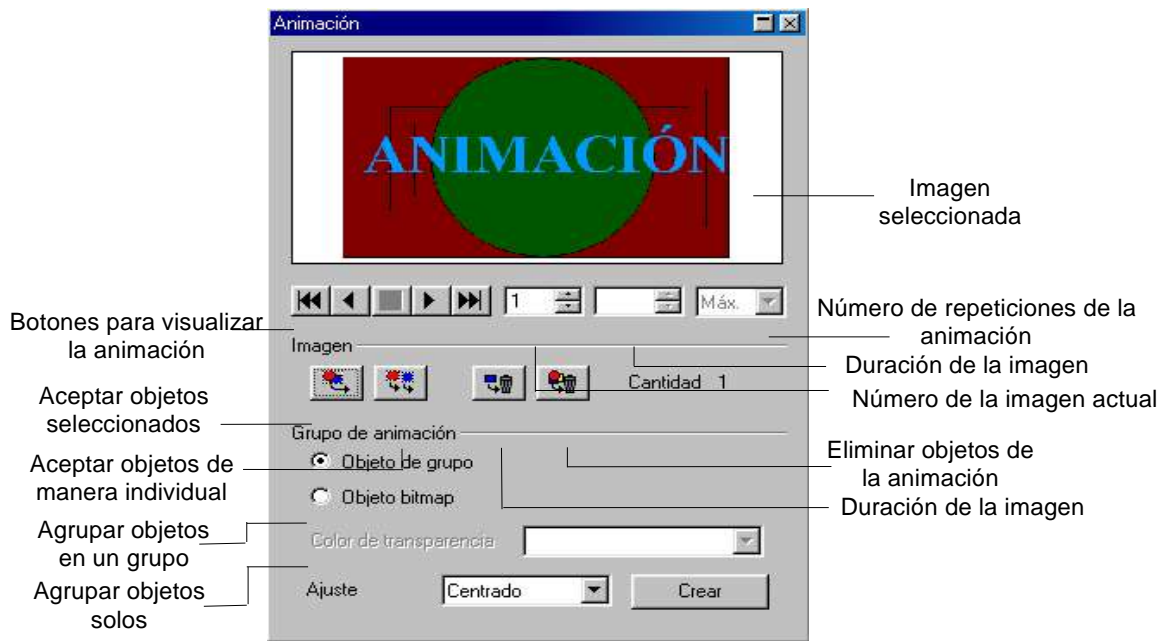 Animación
ANIMACIÓN
Imagen
seleccionada
1
Máx.
Botones para visualizar
la animación
Número de repeticiones de la
animación
Imagen
Duración de la imagen
Cantidad 1
Número de la imagen actual
Aceptar objetos
seleccionados
Grupo de animación
Aceptar objetos de
manera individual
Objeto de grupo
Eliminar objetos de
la animación
Objeto bitmap
Duración de la imagen
Agrupar objetos
en un grupo
Color de transparencia
Agrupar objetos
solos
Ajuste
Centrado
Crear